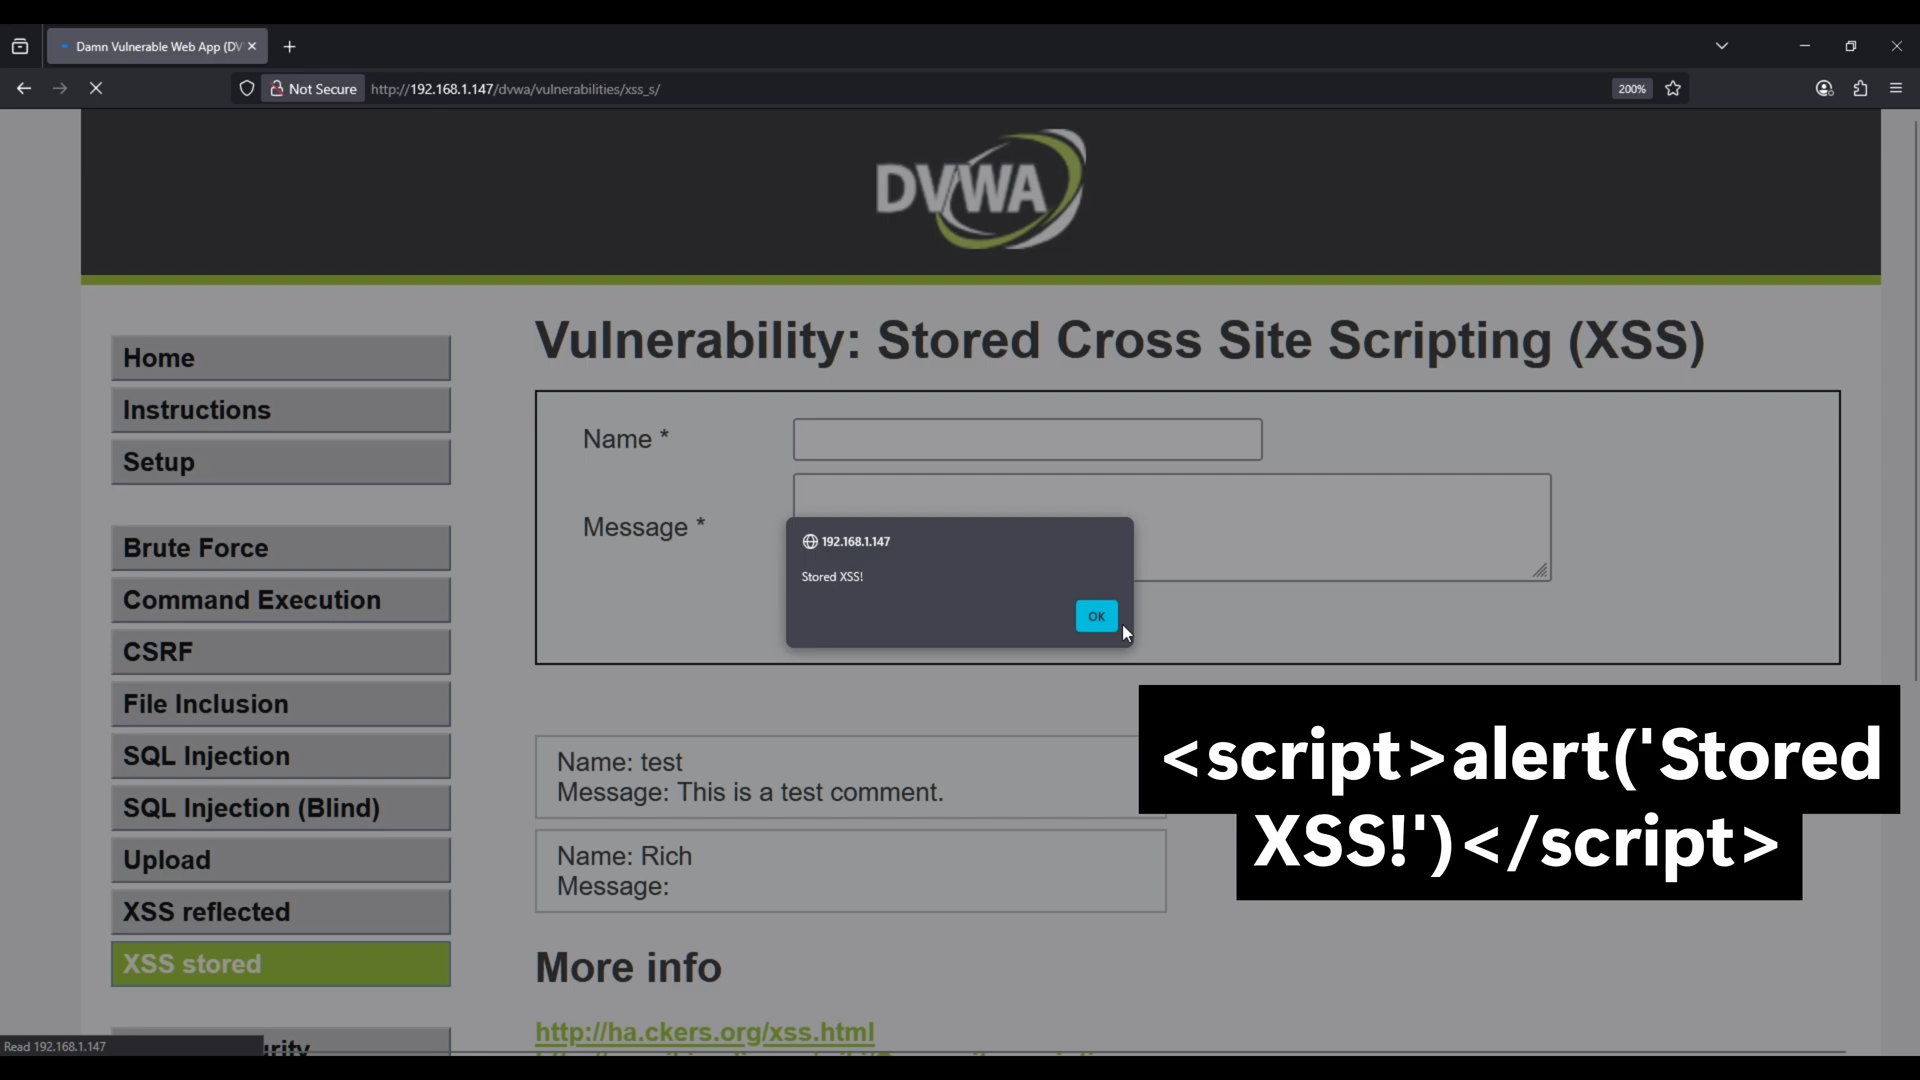 Damn Vulnerable Web App (DV
Not Secure
http://192.168.1.147/dvwa/vulnerabilities/xss_s/
200%
DVWA
Vulnerability: Stored Cross Site Scripting (XSS)
Home
Instructions
Setup
Brute Force
Command Execution
CSRF
File Inclusion
SQL Injection
SQL Injection (Blind)
Upload
XSS reflected
XSS stored
Name *
Message *
192.168.1.147
Stored XSS!
OK
Name: test
Message: This is a test comment.
Name: Rich
Message:
<script>alert('Stored
XSS!')</script>
More info
http://ha.ckers.org/xss.html
Read 192.168.1.147